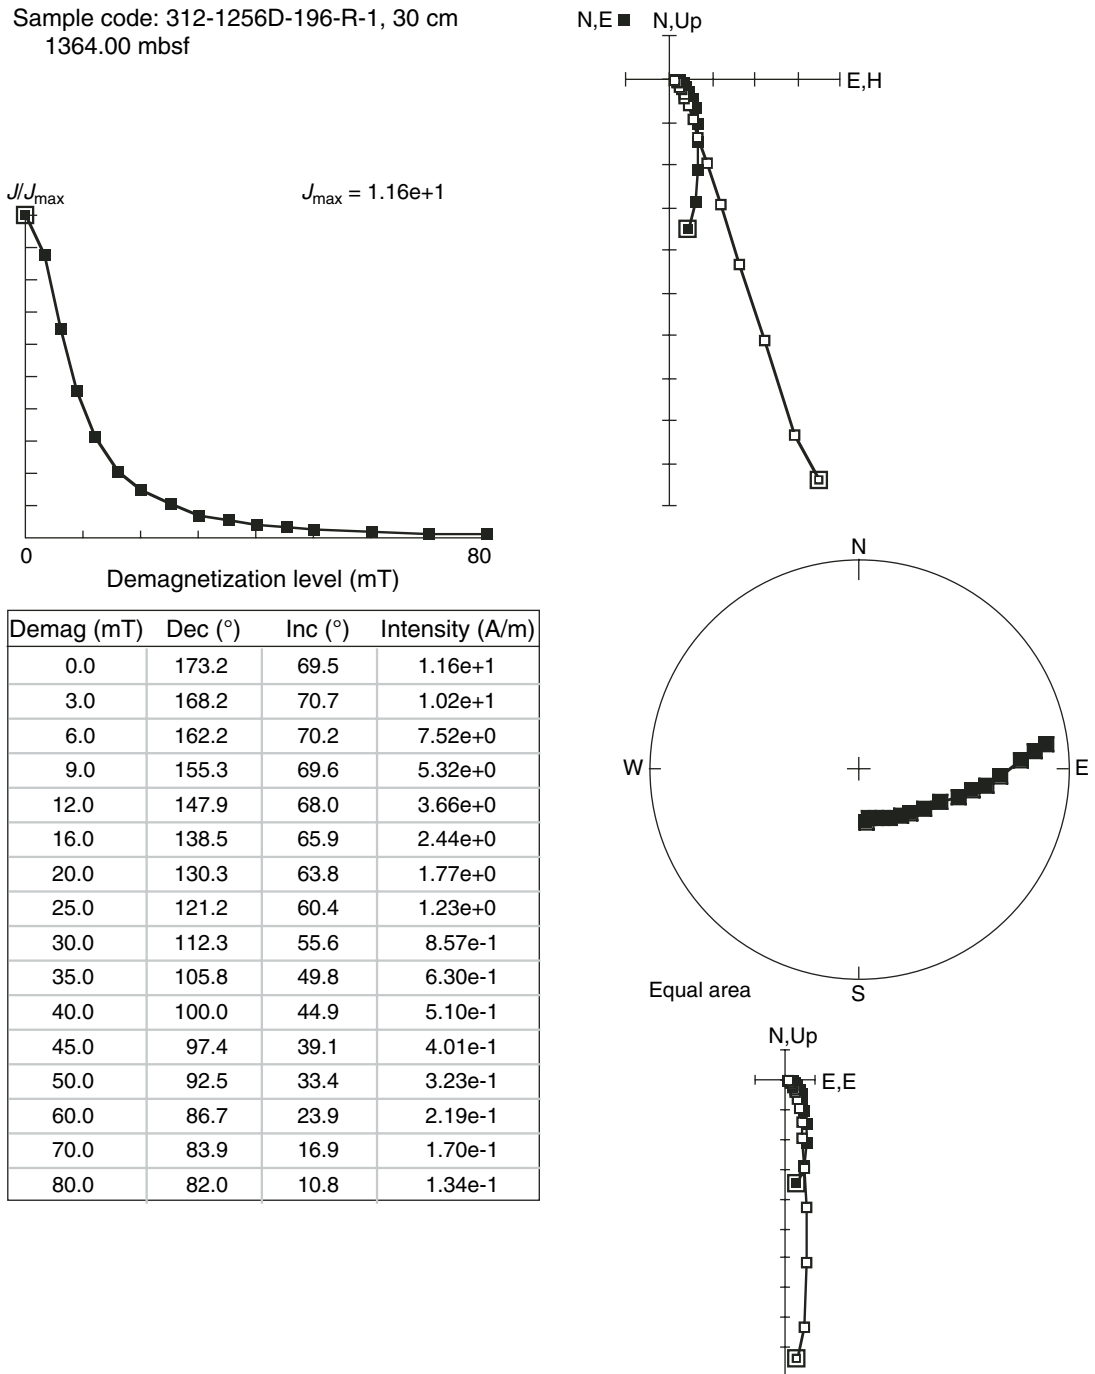 Sample code: 312-1256D-196-R-1, 30 cm
1364.00 mbsf
N,E N,Up
E,H
J/Jmax Jmax = 1.16e+1
0 80
Demagnetization level (mT)
Demag (mT) Dec (°) Inc (°) Intensity (A/m)
0.0 173.2 69.5 1.16e+1
3.0 168.2 70.7 1.02e+1
6.0 162.2 70.2 7.52e+0
9.0 155.3 69.6 5.32e+0
12.0 147.9 68.0 3.66e+0
16.0 138.5 65.9 2.44e+0
20.0 130.3 63.8 1.77e+0
25.0 121.2 60.4 1.23e+0
30.0 112.3 55.6 8.57e-1
35.0 105.8 49.8 6.30e-1
40.0 100.0 44.9 5.10e-1
45.0 97.4 39.1 4.01e-1
50.0 92.5 33.4 3.23e-1
60.0 86.7 23.9 2.19e-1
70.0 83.9 16.9 1.70e-1
80.0 82.0 10.8 1.34e-1
N
W E
S
Equal area
N,Up
E,E